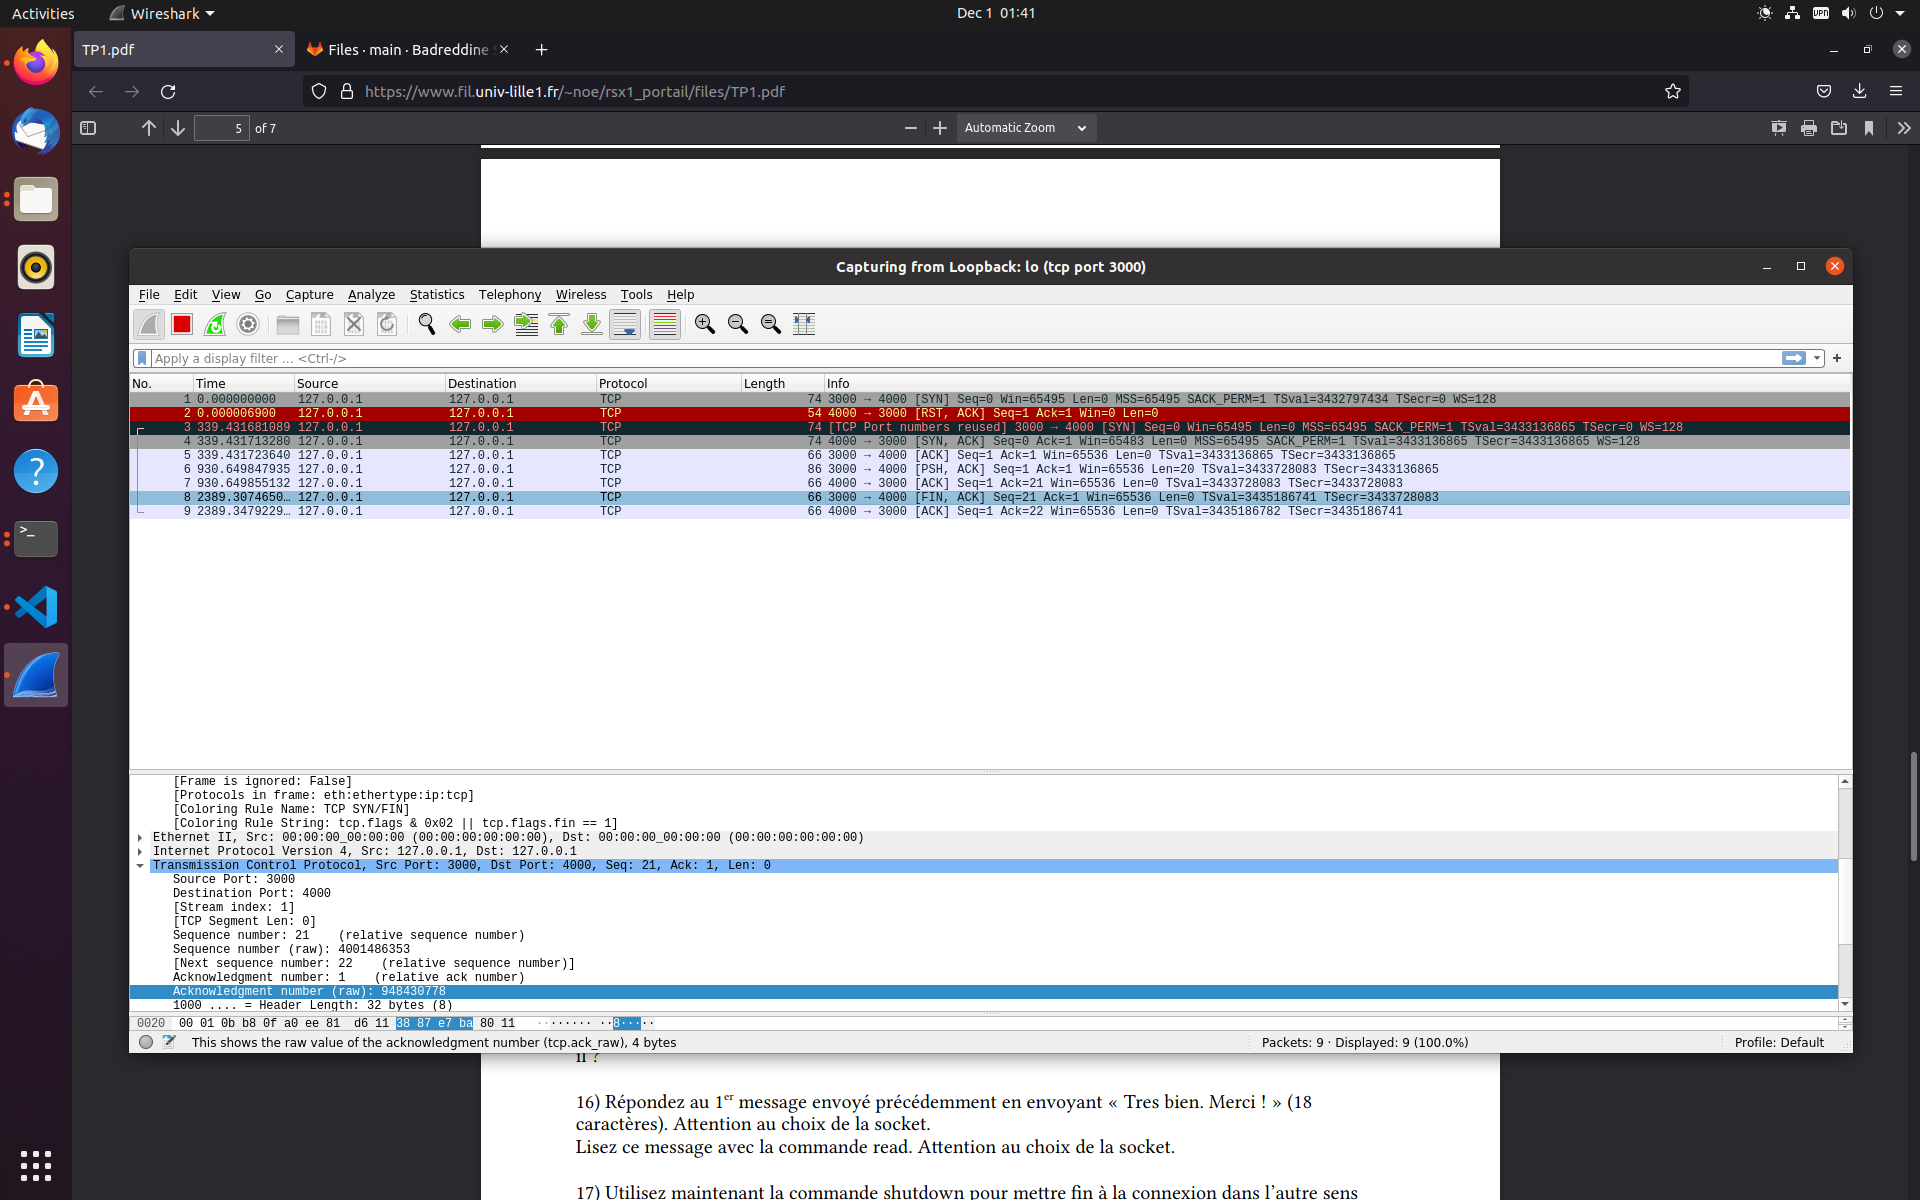 Activities
Wireshark
Dec 1 01:41
VPN
TP1.pdf
Files · main · Badreddine
https://www.fil.univ-lille1.fr/~noe/rsx1_portail/files/TP1.pdf
5 of 7
Automatic Zoom
Capturing from Loopback: lo (tcp port 3000)
File Edit View Go Capture Analyze Statistics Telephony Wireless Tools Help
Apply a display filter … <Ctrl-/>
No. Time Source Destination Protocol Length Info
1 0.000000000 127.0.0.1 127.0.0.1 TCP 74 3000 → 4000 [SYN] Seq=0 Win=65495 Len=0 MSS=65495 SACK_PERM=1 TSval=3432797434 TSecr=0 WS=128
2 0.000006900 127.0.0.1 127.0.0.1 TCP 54 4000 → 3000 [RST, ACK] Seq=1 Ack=1 Win=0 Len=0
3 339.431681089 127.0.0.1 127.0.0.1 TCP 74 [TCP Port numbers reused] 3000 → 4000 [SYN] Seq=0 Win=65495 Len=0 MSS=65495 SACK_PERM=1 TSval=3433136865 TSecr=0 WS=128
4 339.431713280 127.0.0.1 127.0.0.1 TCP 74 4000 → 3000 [SYN, ACK] Seq=0 Ack=1 Win=65483 Len=0 MSS=65495 SACK_PERM=1 TSval=3433136865 TSecr=3433136865 WS=128
5 339.431723640 127.0.0.1 127.0.0.1 TCP 66 3000 → 4000 [ACK] Seq=1 Ack=1 Win=65536 Len=0 TSval=3433136865 TSecr=3433136865
6 930.649847935 127.0.0.1 127.0.0.1 TCP 86 3000 → 4000 [PSH, ACK] Seq=1 Ack=1 Win=65536 Len=20 TSval=3433728083 TSecr=3433136865
7 930.649855132 127.0.0.1 127.0.0.1 TCP 66 4000 → 3000 [ACK] Seq=1 Ack=21 Win=65536 Len=0 TSval=3433728083 TSecr=3433728083
8 2389.3074650… 127.0.0.1 127.0.0.1 TCP 66 3000 → 4000 [FIN, ACK] Seq=21 Ack=1 Win=65536 Len=0 TSval=3435186741 TSecr=3433728083
9 2389.3479229… 127.0.0.1 127.0.0.1 TCP 66 4000 → 3000 [ACK] Seq=1 Ack=22 Win=65536 Len=0 TSval=3435186782 TSecr=3435186741
[Frame is ignored: False]
[Protocols in frame: eth:ethertype:ip:tcp]
[Coloring Rule Name: TCP SYN/FIN]
[Coloring Rule String: tcp.flags & 0x02 || tcp.flags.fin == 1]
Ethernet II, Src: 00:00:00_00:00:00 (00:00:00:00:00:00), Dst: 00:00:00_00:00:00 (00:00:00:00:00:00)
Internet Protocol Version 4, Src: 127.0.0.1, Dst: 127.0.0.1
Transmission Control Protocol, Src Port: 3000, Dst Port: 4000, Seq: 21, Ack: 1, Len: 0
Source Port: 3000
Destination Port: 4000
[Stream index: 1]
[TCP Segment Len: 0]
Sequence number: 21 (relative sequence number)
Sequence number (raw): 4001486353
[Next sequence number: 22 (relative sequence number)]
Acknowledgment number: 1 (relative ack number)
Acknowledgment number (raw): 948430778
1000 .... = Header Length: 32 bytes (8)
0020 00 01 0b b8 0f a0 ee 81 d6 11 38 87 e7 ba 80 11 ········ ··8·····
This shows the raw value of the acknowledgment number (tcp.ack_raw), 4 bytes
Packets: 9 · Displayed: 9 (100.0%)
Profile: Default
il ?
16) Répondez au 1er message envoyé précédemment en envoyant « Tres bien. Merci ! » (18
caractères). Attention au choix de la socket.
Lisez ce message avec la commande read. Attention au choix de la socket.
17) Utilisez maintenant la commande shutdown pour mettre fin à la connexion dans l'autre sens